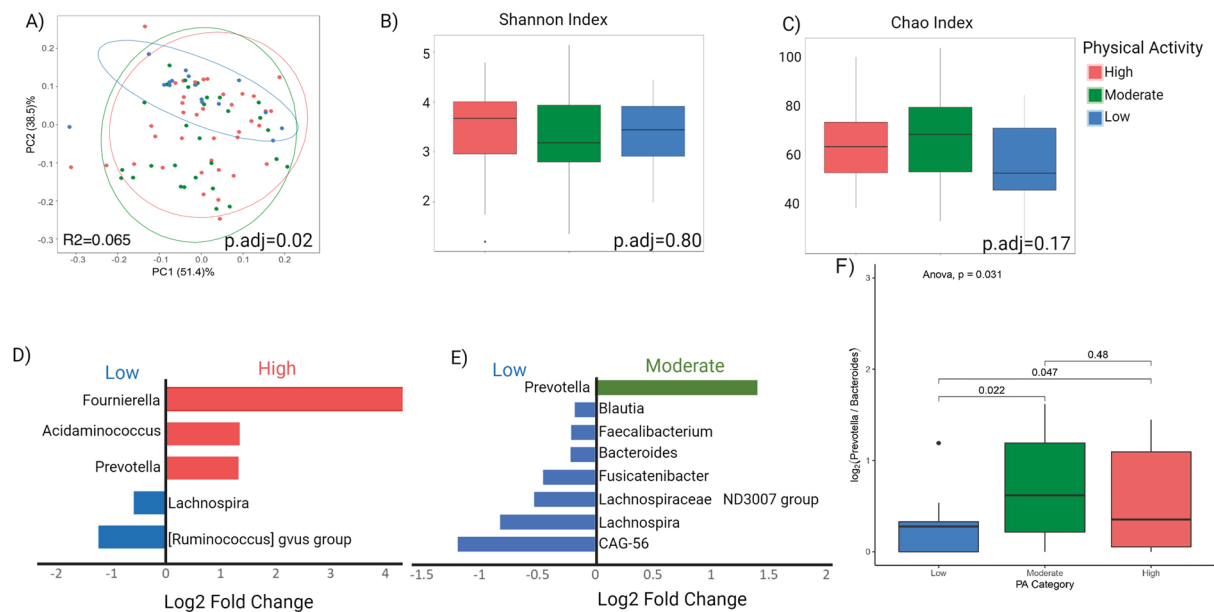 A)
0.2
0.1
0.0
-0.1
-0.2
-0.3
PC2 (38.5)%
R2=0.065
p.adj=0.02
-0.3
-0.2
-0.1
0.0
0.1
0.2
PC1 (51.4)%
B)
Shannon Index
5
4
3
2
p.adj=0.80
C)
Chao Index
100
80
60
40
p.adj=0.17
Physical Activity
High
Moderate
Low
D)
Low
High
Fournierella
Acidaminococcus
Prevotella
Lachnospira
[Ruminococcus] gvus group
-2
-1
0
1
2
3
4
Log2 Fold Change
E)
Low
Moderate
Prevotella
Blautia
Faecalibacterium
Bacteroides
Fusicatenibacter
Lachnospiraceae ND3007 group
Lachnospira
CAG-56
-1.5
-1
-0.5
0
0.5
1
1.5
2
Log2 Fold Change
F)
Anova, p = 0.031
3
2
1
0
log2(Prevotella / Bacteroides)
0.48
0.047
0.022
Low
Moderate
High
PA Category